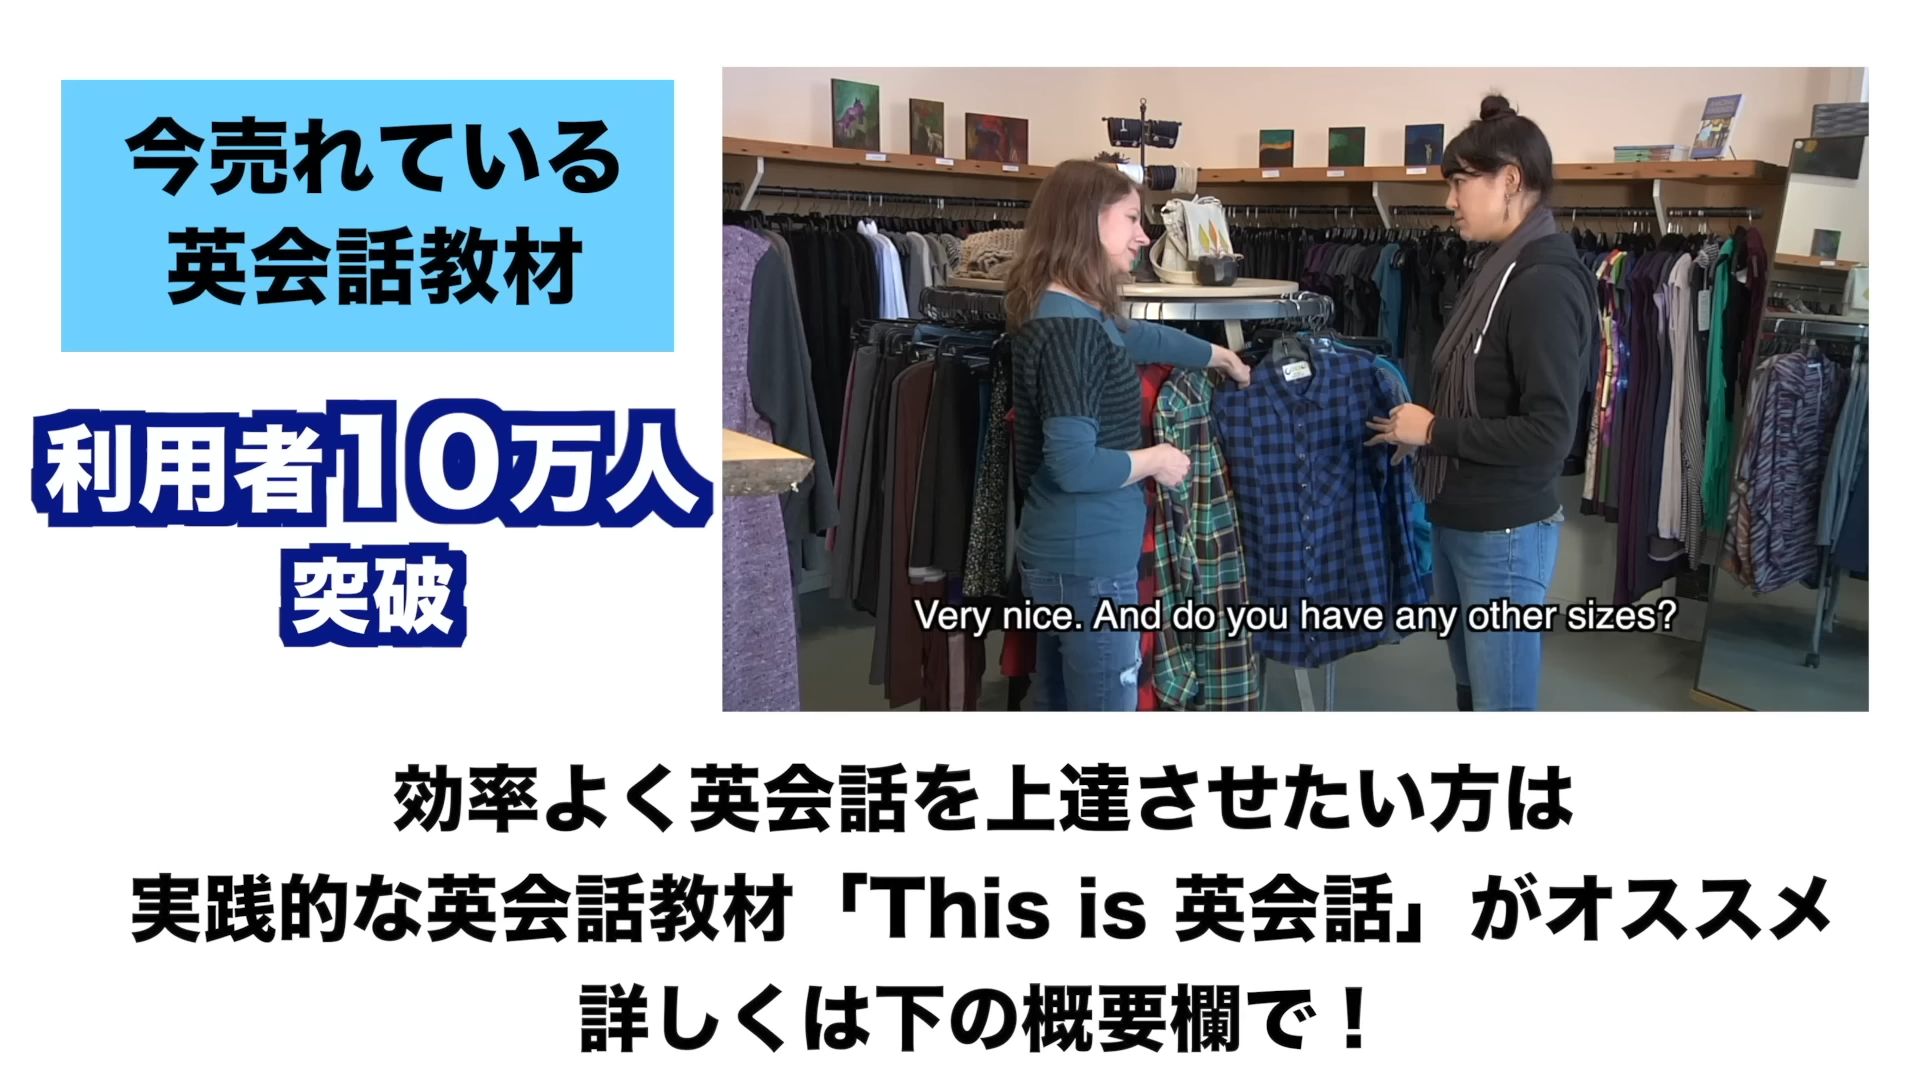 今売れている
英会話教材
利用者10万人
突破
Very nice. And do you have any other sizes?
効率よく英会話を上達させたい方は
実践的な英会話教材「This is 英会話」がオススメ
詳しくは下の概要欄で！